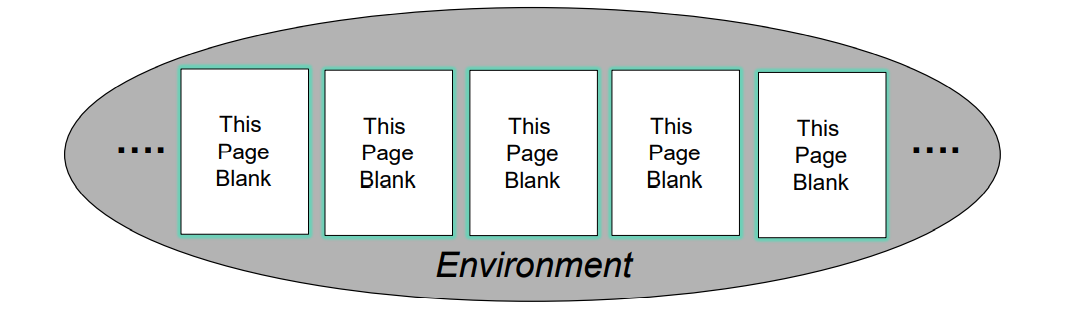 ....
This
Page
Blank
This
Page
Blank
This
Page
Blank
This
Page
Blank
This
Page
Blank
....
Environment